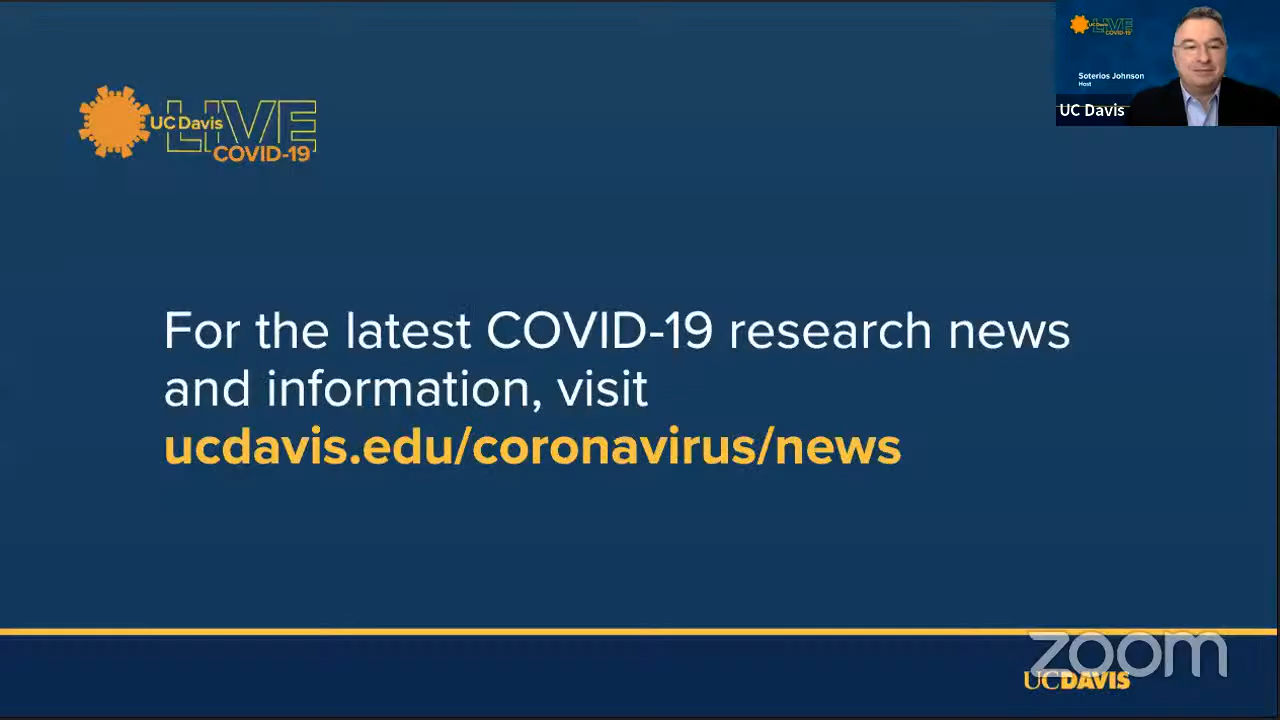 UC Davis LIVE
COVID-19
UC Davis LIVE
COVID-19
Soterios Johnson
Host
UC Davis
For the latest COVID-19 research news
and information, visit
ucdavis.edu/coronavirus/news
zoom
UCDAVIS